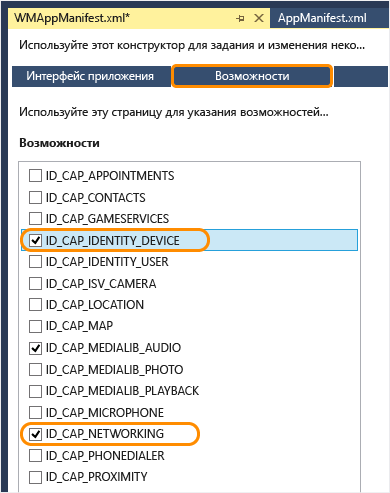 WMAppManifest.xml*
AppManifest.xml
Используйте этот конструктор для задания и изменения неко...
Интерфейс приложения
Возможности
Используйте эту страницу для указания возможностей...
Возможности
ID_CAP_APPOINTMENTS
ID_CAP_CONTACTS
ID_CAP_GAMESERVICES
ID_CAP_IDENTITY_DEVICE
ID_CAP_IDENTITY_USER
ID_CAP_ISV_CAMERA
ID_CAP_LOCATION
ID_CAP_MAP
ID_CAP_MEDIALIB_AUDIO
ID_CAP_MEDIALIB_PHOTO
ID_CAP_MEDIALIB_PLAYBACK
ID_CAP_MICROPHONE
ID_CAP_NETWORKING
ID_CAP_PHONEDIALER
ID_CAP_PROXIMITY